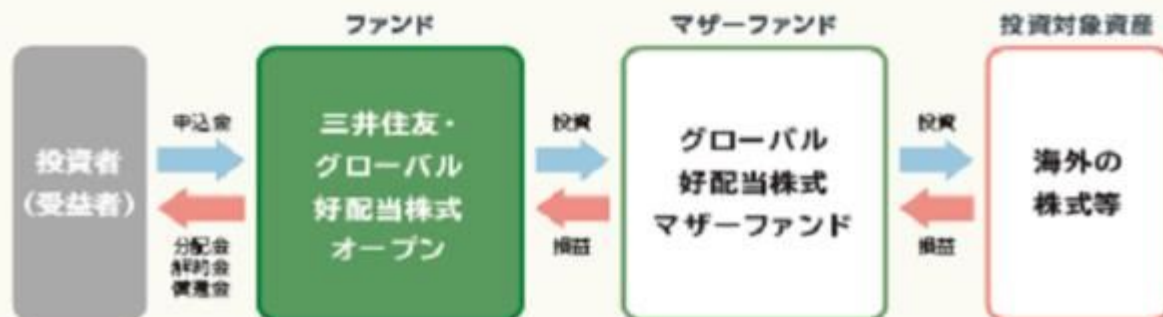 ファンド
マザーファンド
投資対象資産
投資者
(受益者)
申込金
分配金
解約金
償還金
三井住友・
グローバル
好配当株式
オープン
投資
損益
グローバル
好配当株式
マザーファンド
投資
損益
海外の
株式等